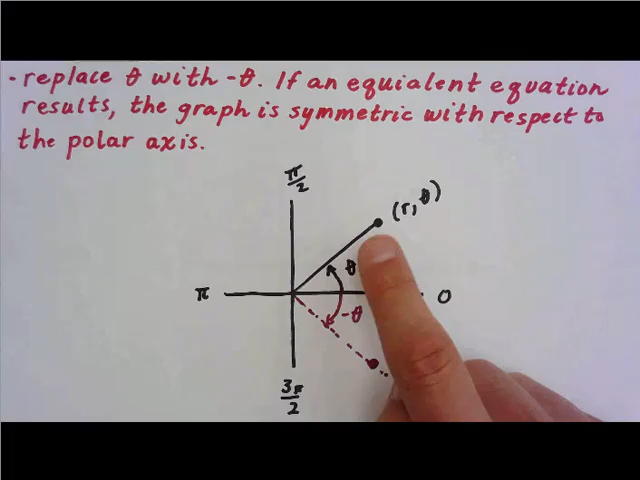 · replace θ with -θ. If an equialent equation
results, the graph is symmetric with respect to
the polar axis.
π/2
(r, θ)
θ
π
0
-θ
3π/2